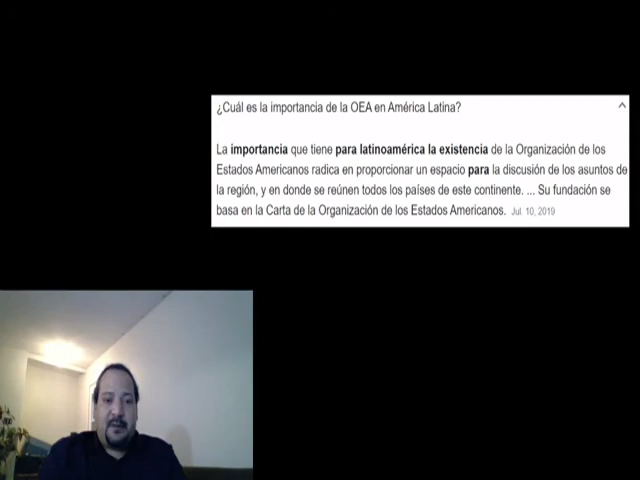 ¿Cuál es la importancia de la OEA en América Latina?
La importancia que tiene para latinoamérica la existencia de la Organización de los
Estados Americanos radica en proporcionar un espacio para la discusión de los asuntos de
la región, y en donde se reúnen todos los países de este continente. ... Su fundación se
basa en la Carta de la Organización de los Estados Americanos. Jul. 10, 2019